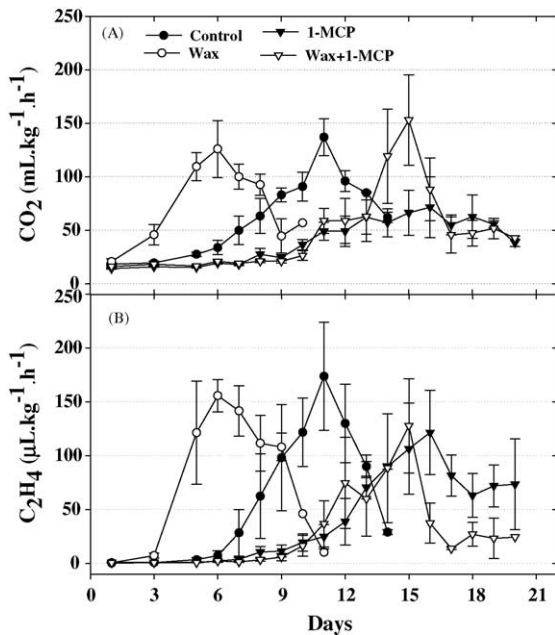 (A)
Control
1-MCP
Wax
Wax+1-MCP
250
200
150
100
50
0
CO₂ (mL.kg⁻¹.h⁻¹)
250
(B)
200
150
100
50
0
C₂H₄ (µL.kg⁻¹.h⁻¹)
0 3 6 9 12 15 18 21
Days